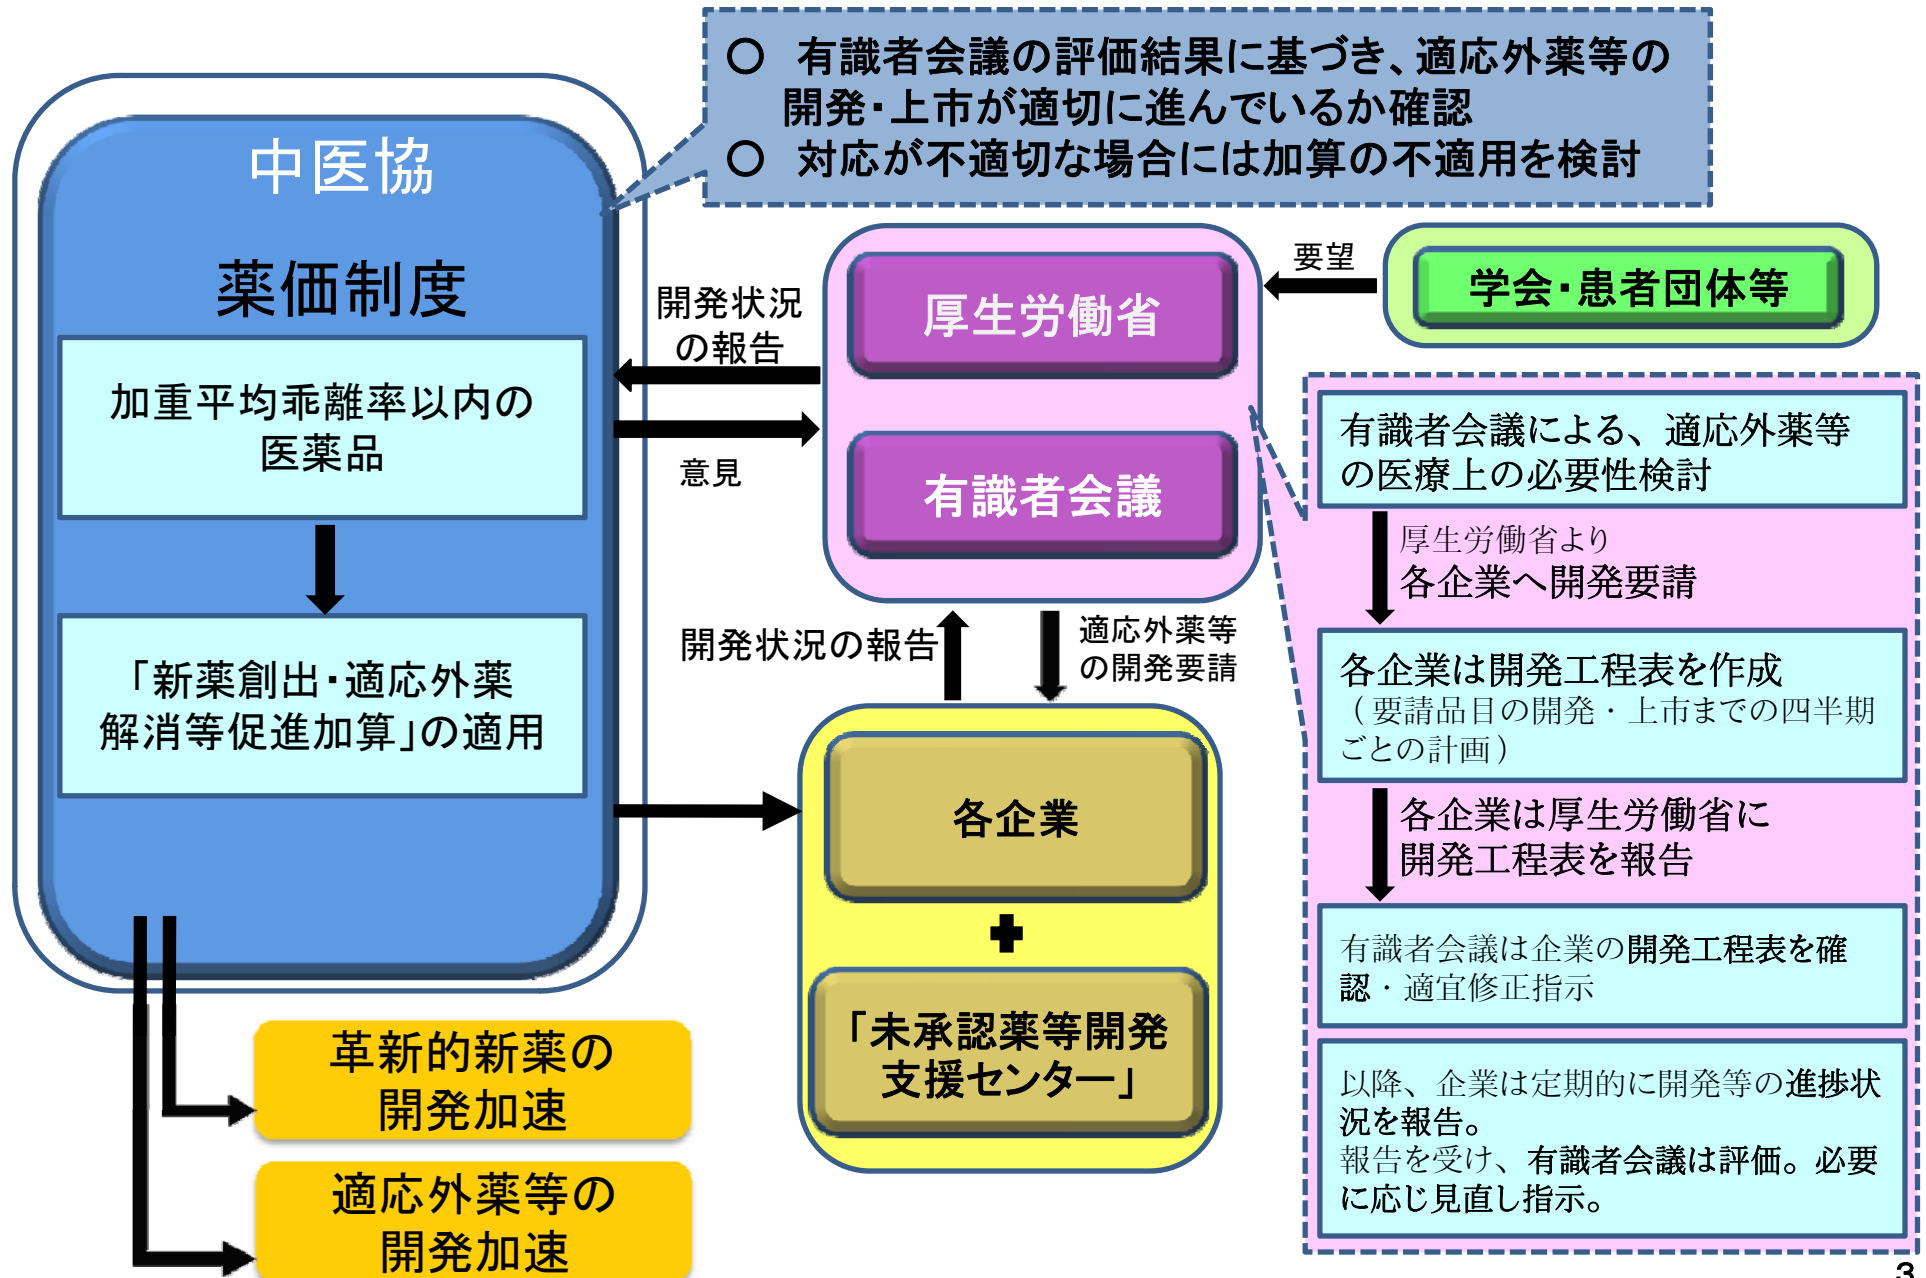 ○ 有識者会議の評価結果に基づき、適応外薬等の
開発・上市が適切に進んでいるか確認
○ 対応が不適切な場合には加算の不適用を検討
中医協
薬価制度
加重平均乖離率以内の
医薬品
「新薬創出・適応外薬
解消等促進加算」の適用
開発状況
の報告
意見
厚生労働省
有識者会議
要望
学会・患者団体等
開発状況の報告
適応外薬等
の開発要請
各企業
「未承認薬等開発
支援センター」
革新的新薬の
開発加速
適応外薬等の
開発加速
有識者会議による、適応外薬等
の医療上の必要性検討
厚生労働省より
各企業へ開発要請
各企業は開発工程表を作成
（要請品目の開発・上市までの四半期
ごとの計画）
各企業は厚生労働省に
開発工程表を報告
有識者会議は企業の開発工程表を確
認・適宜修正指示
以降、企業は定期的に開発等の進捗状
況を報告。
報告を受け、有識者会議は評価。必要
に応じ見直し指示。
3